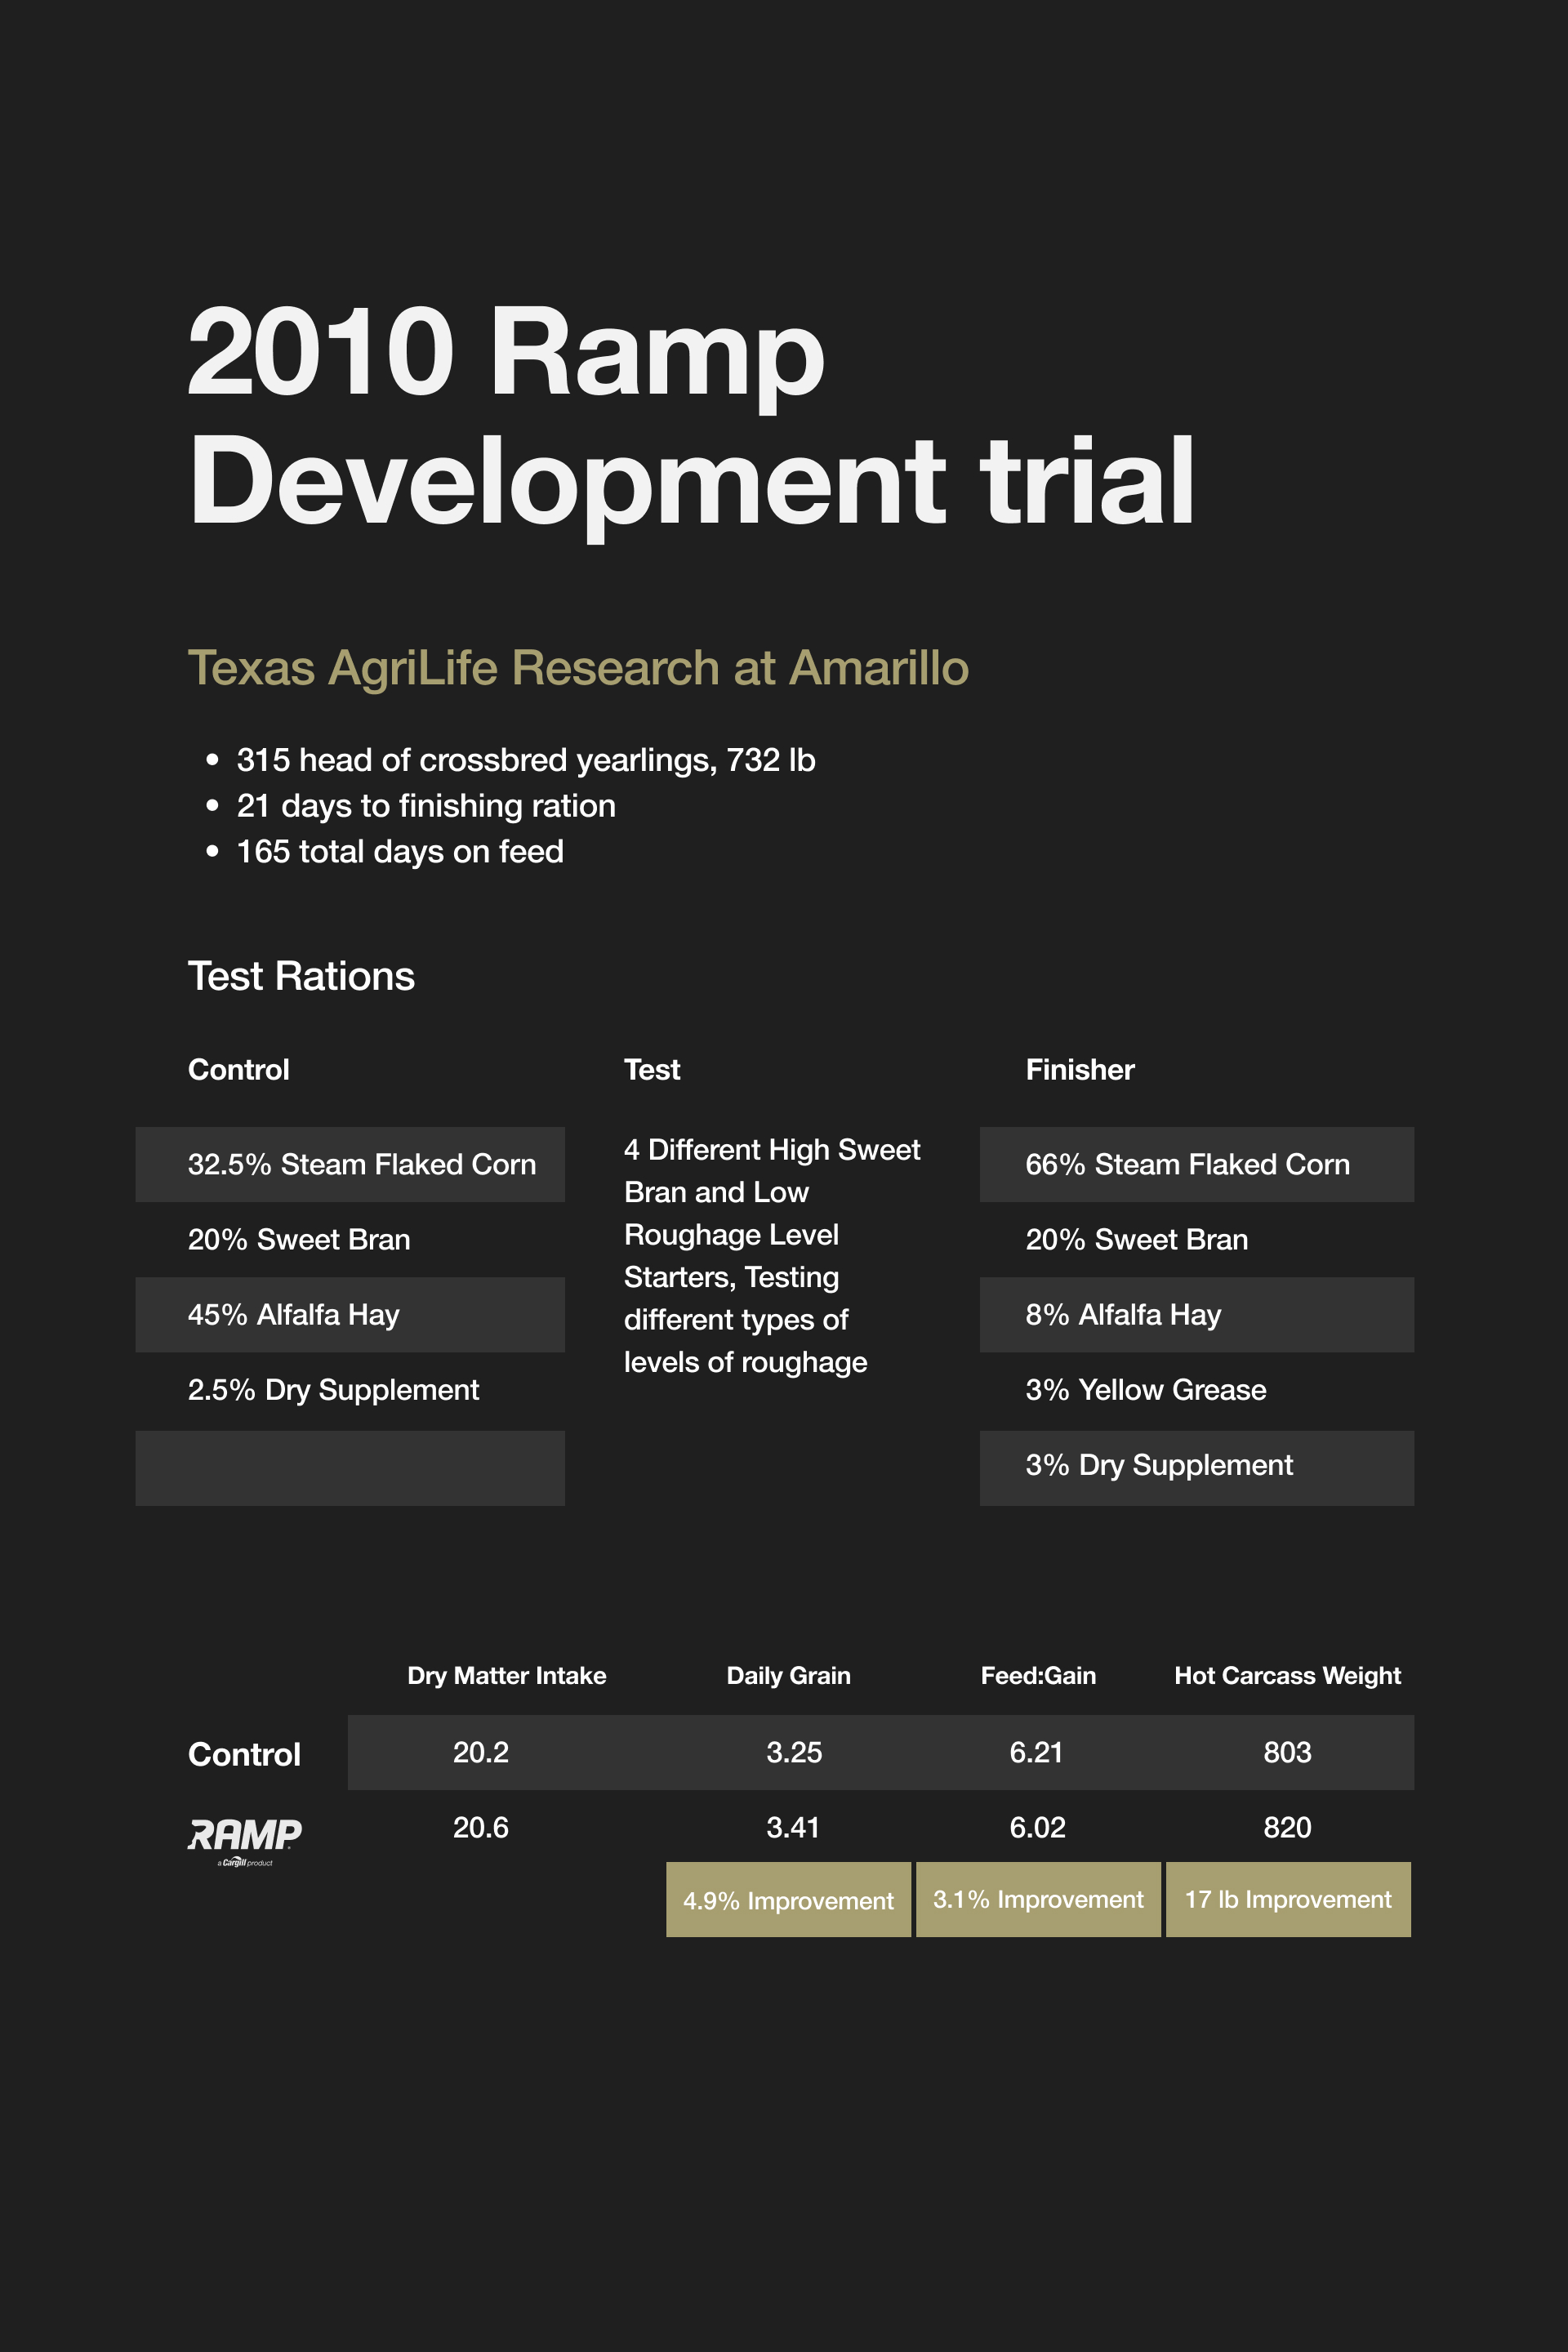 2010 Ramp
Development trial
Texas AgriLife Research at Amarillo
• 315 head of crossbred yearlings, 732 lb
• 21 days to finishing ration
• 165 total days on feed
Test Rations
Control
32.5% Steam Flaked Corn
20% Sweet Bran
45% Alfalfa Hay
2.5% Dry Supplement
Test
4 Different High Sweet
Bran and Low
Roughage Level
Starters, Testing
different types of
levels of roughage
Finisher
66% Steam Flaked Corn
20% Sweet Bran
8% Alfalfa Hay
3% Yellow Grease
3% Dry Supplement
Dry Matter Intake Daily Grain Feed:Gain Hot Carcass Weight
Control 20.2 3.25 6.21 803
RAMP 20.6 3.41 6.02 820
a Cargill product
4.9% Improvement 3.1% Improvement 17 lb Improvement